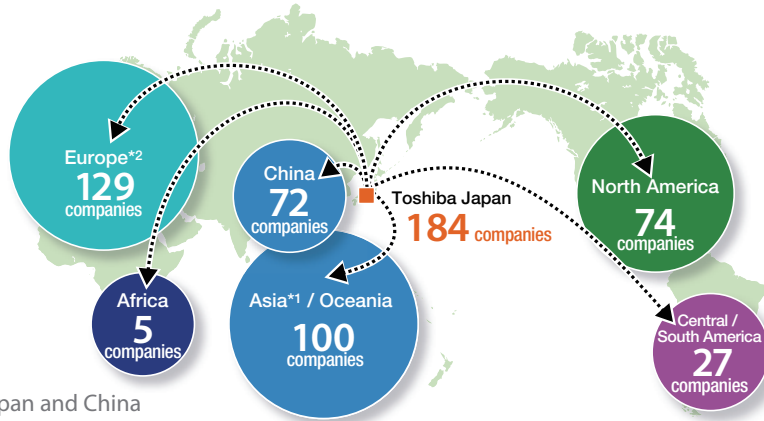 Europe*2
129
companies
China
72
companies
Toshiba Japan
184 companies
North America
74
companies
Africa
5
companies
Asia*1 / Oceania
100
companies
Central /
South America
27
companies
and China